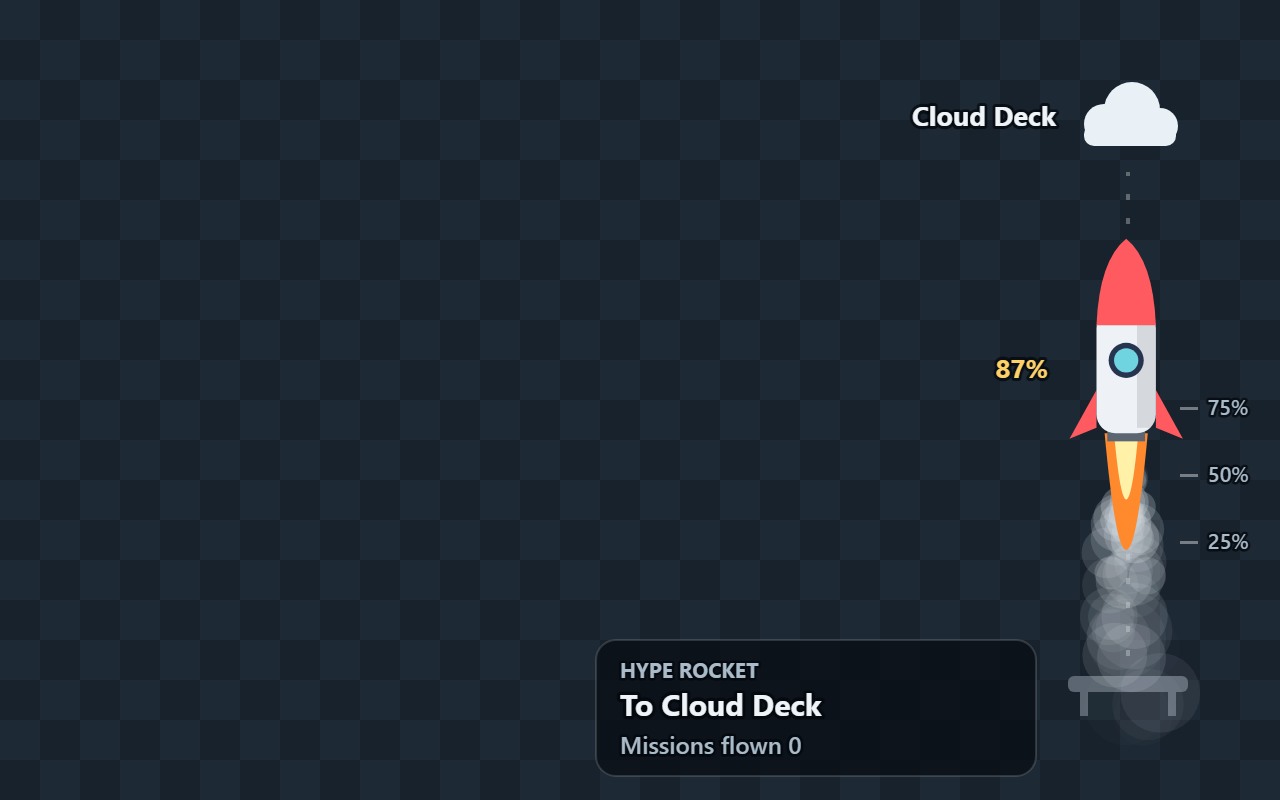 Cloud Deck
87%
75%
50%
25%
HYPE ROCKET
To Cloud Deck
Missions flown 0